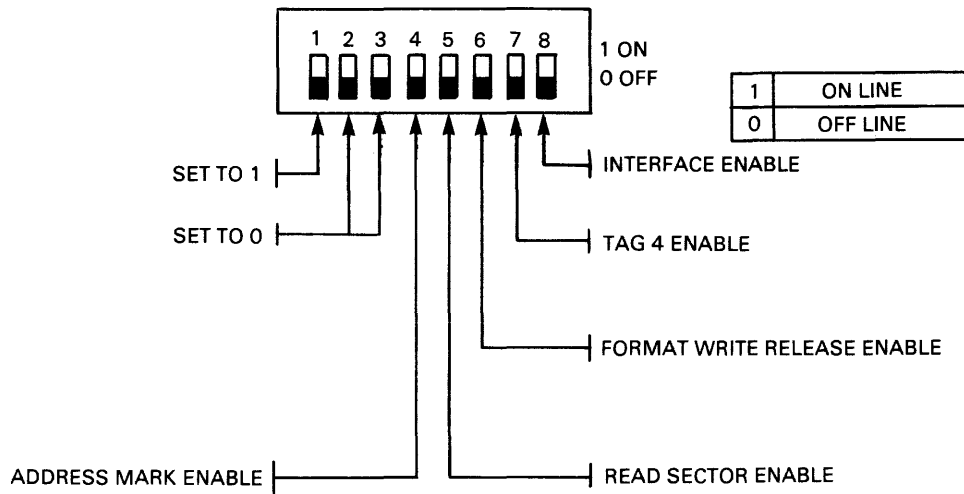 1 2 3 4 5 6 7 8
1 ON
0 OFF
1 ON LINE
0 OFF LINE
SET TO 1
INTERFACE ENABLE
SET TO 0
TAG 4 ENABLE
FORMAT WRITE RELEASE ENABLE
ADDRESS MARK ENABLE
READ SECTOR ENABLE